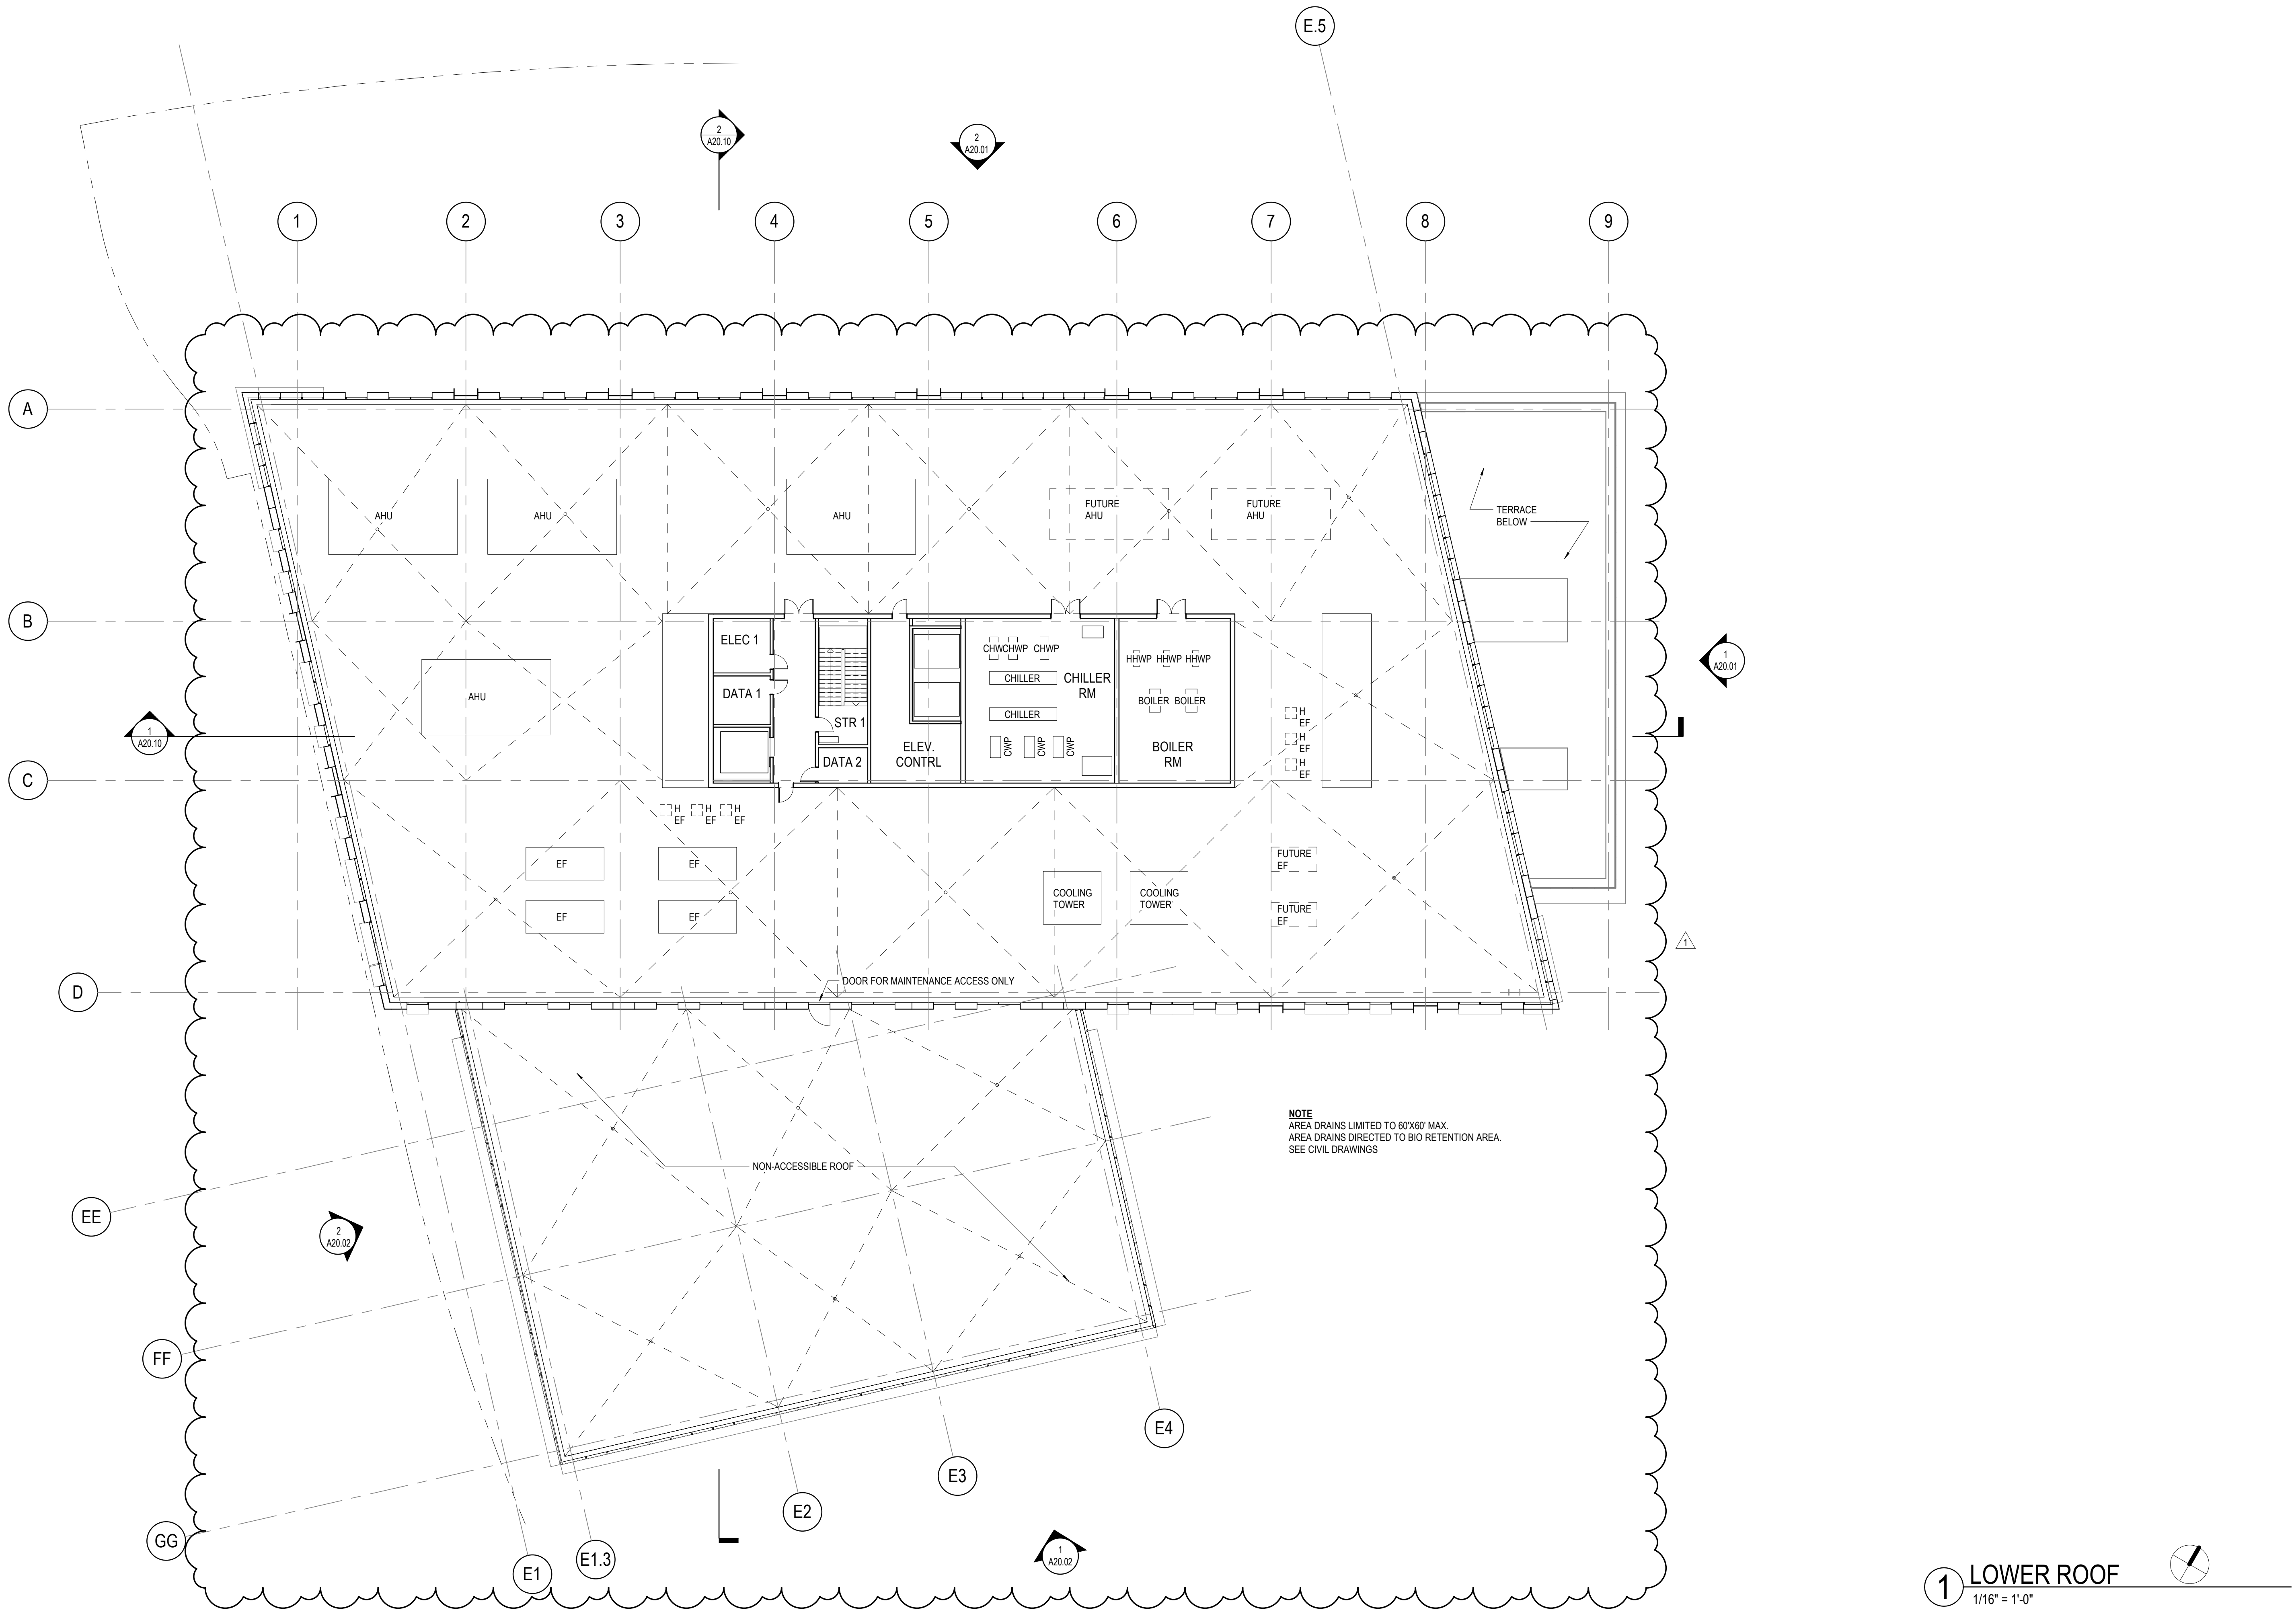 E.5
2
A20.10
2
A20.01
1
2
3
4
5
6
7
8
9
A
AHU
AHU
AHU
FUTURE
AHU
FUTURE
AHU
TERRACE
BELOW
B
ELEC 1
CHWCHWP
CHWP
HHWP
HHWP
HHWP
CHILLER
CHILLER
RM
DATA 1
AHU
BOILER
BOILER
CHILLER
STR 1
H
EF
H
EF
H
EF
1
A20.01
1
A20.10
ELEV.
CONTRL
CWP
CWP
CWP
BOILER
RM
DATA 2
C
H
EF
H
EF
H
EF
EF
EF
FUTURE
EF
COOLING
TOWER
COOLING
TOWER
EF
EF
FUTURE
EF
1
DOOR FOR MAINTENANCE ACCESS ONLY
D
NOTE
AREA DRAINS LIMITED TO 60'X60' MAX.
AREA DRAINS DIRECTED TO BIO RETENTION AREA.
SEE CIVIL DRAWINGS
NON-ACCESSIBLE ROOF
EE
2
A20.02
FF
E4
E3
E2
GG
E1.3
E1
1
A20.02
1
LOWER ROOF
1/16" = 1'-0"